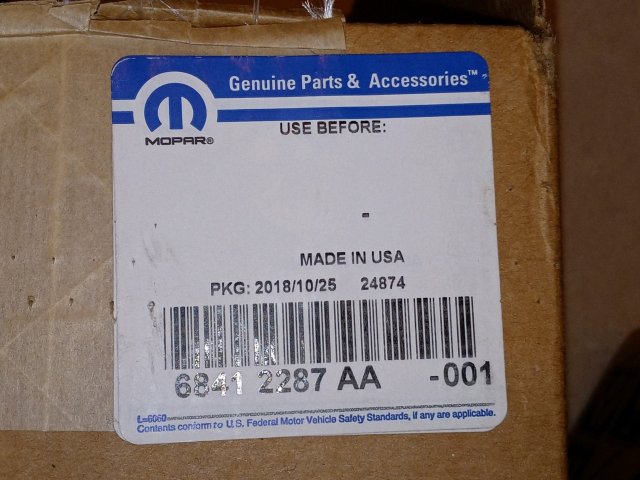 Genuine Parts & Accessories™
MOPAR®
USE BEFORE:
-
MADE IN USA
PKG: 2018/10/25 24874
6841 2287 AA -001
L=6060
Contents conform to U.S. Federal Motor Vehicle Safety Standards, if any are applicable.